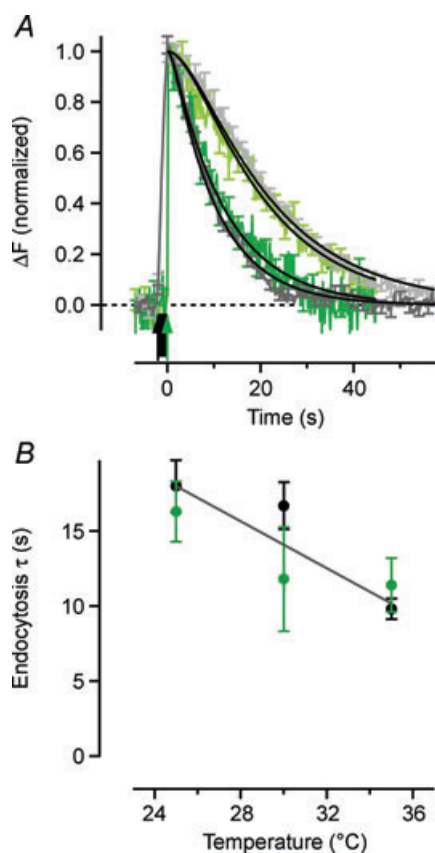 A
ΔF (normalized)
1.0
0.8
0.6
0.4
0.2
0.0
0 20 40
Time (s)
B
Endocytosis τ (s)
15
10
5
0
24 28 32 36
Temperature (°C)